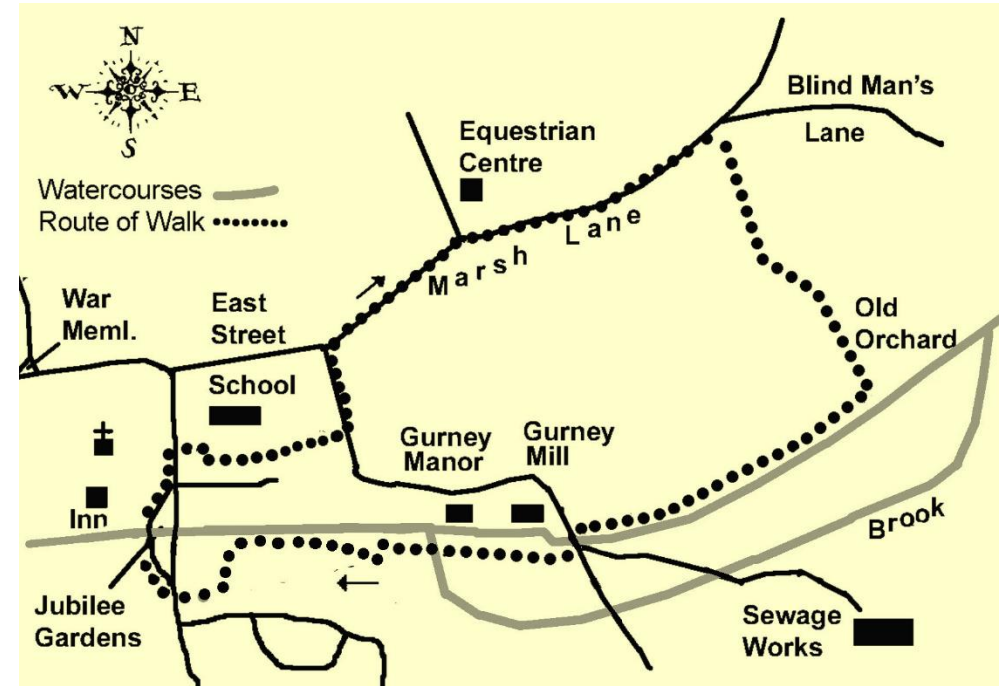 N
W E
S
Watercourses
Route of Walk
Blind Man's
Lane
Equestrian
Centre
Marsh Lane
War
Meml.
East
Street
Old
Orchard
School
Gurney
Manor
Gurney
Mill
Inn
Brook
Jubilee
Gardens
Sewage
Works